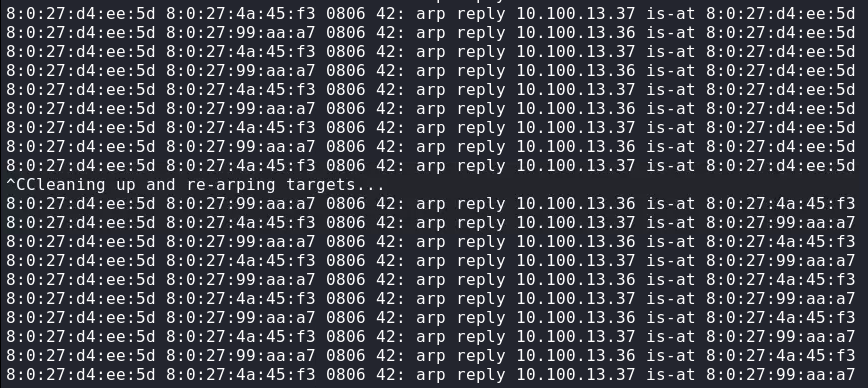 8:0:27:d4:ee:5d 8:0:27:4a:45:f3 0806 42: arp reply 10.100.13.37 is-at 8:0:27:d4:ee:5d
8:0:27:d4:ee:5d 8:0:27:99:aa:a7 0806 42: arp reply 10.100.13.36 is-at 8:0:27:d4:ee:5d
8:0:27:d4:ee:5d 8:0:27:4a:45:f3 0806 42: arp reply 10.100.13.37 is-at 8:0:27:d4:ee:5d
8:0:27:d4:ee:5d 8:0:27:99:aa:a7 0806 42: arp reply 10.100.13.36 is-at 8:0:27:d4:ee:5d
8:0:27:d4:ee:5d 8:0:27:4a:45:f3 0806 42: arp reply 10.100.13.37 is-at 8:0:27:d4:ee:5d
8:0:27:d4:ee:5d 8:0:27:99:aa:a7 0806 42: arp reply 10.100.13.36 is-at 8:0:27:d4:ee:5d
8:0:27:d4:ee:5d 8:0:27:4a:45:f3 0806 42: arp reply 10.100.13.37 is-at 8:0:27:d4:ee:5d
8:0:27:d4:ee:5d 8:0:27:99:aa:a7 0806 42: arp reply 10.100.13.36 is-at 8:0:27:d4:ee:5d
8:0:27:d4:ee:5d 8:0:27:4a:45:f3 0806 42: arp reply 10.100.13.37 is-at 8:0:27:d4:ee:5d
^CCleaning up and re-arping targets...
8:0:27:d4:ee:5d 8:0:27:99:aa:a7 0806 42: arp reply 10.100.13.36 is-at 8:0:27:4a:45:f3
8:0:27:d4:ee:5d 8:0:27:4a:45:f3 0806 42: arp reply 10.100.13.37 is-at 8:0:27:99:aa:a7
8:0:27:d4:ee:5d 8:0:27:99:aa:a7 0806 42: arp reply 10.100.13.36 is-at 8:0:27:4a:45:f3
8:0:27:d4:ee:5d 8:0:27:4a:45:f3 0806 42: arp reply 10.100.13.37 is-at 8:0:27:99:aa:a7
8:0:27:d4:ee:5d 8:0:27:99:aa:a7 0806 42: arp reply 10.100.13.36 is-at 8:0:27:4a:45:f3
8:0:27:d4:ee:5d 8:0:27:4a:45:f3 0806 42: arp reply 10.100.13.37 is-at 8:0:27:99:aa:a7
8:0:27:d4:ee:5d 8:0:27:99:aa:a7 0806 42: arp reply 10.100.13.36 is-at 8:0:27:4a:45:f3
8:0:27:d4:ee:5d 8:0:27:4a:45:f3 0806 42: arp reply 10.100.13.37 is-at 8:0:27:99:aa:a7
8:0:27:d4:ee:5d 8:0:27:99:aa:a7 0806 42: arp reply 10.100.13.36 is-at 8:0:27:4a:45:f3
8:0:27:d4:ee:5d 8:0:27:4a:45:f3 0806 42: arp reply 10.100.13.37 is-at 8:0:27:99:aa:a7